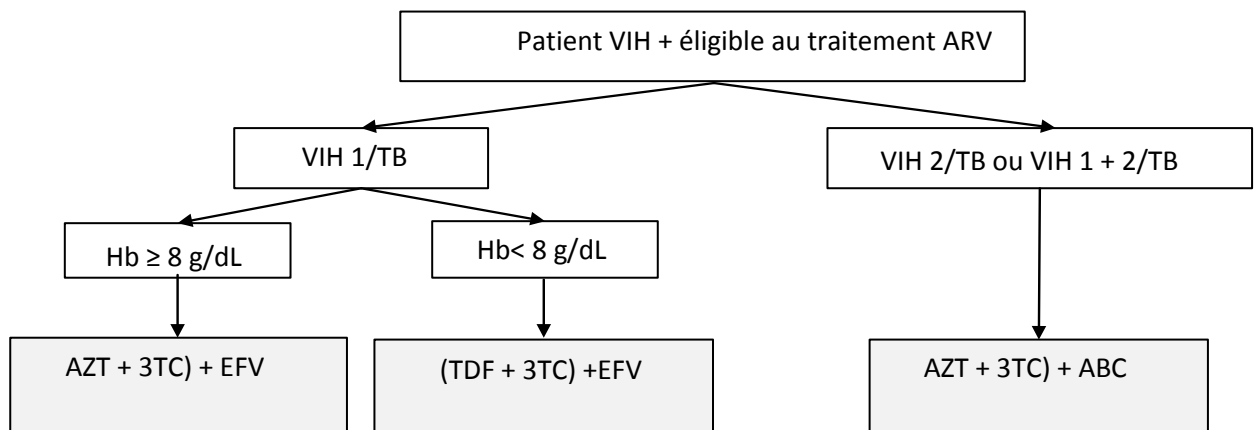 Patient VIH + éligible au traitement ARV
VIH 1/TB
VIH 2/TB ou VIH 1 + 2/TB
Hb ≥ 8 g/dL
Hb< 8 g/dL
AZT + 3TC) + EFV
(TDF + 3TC) +EFV
AZT + 3TC) + ABC